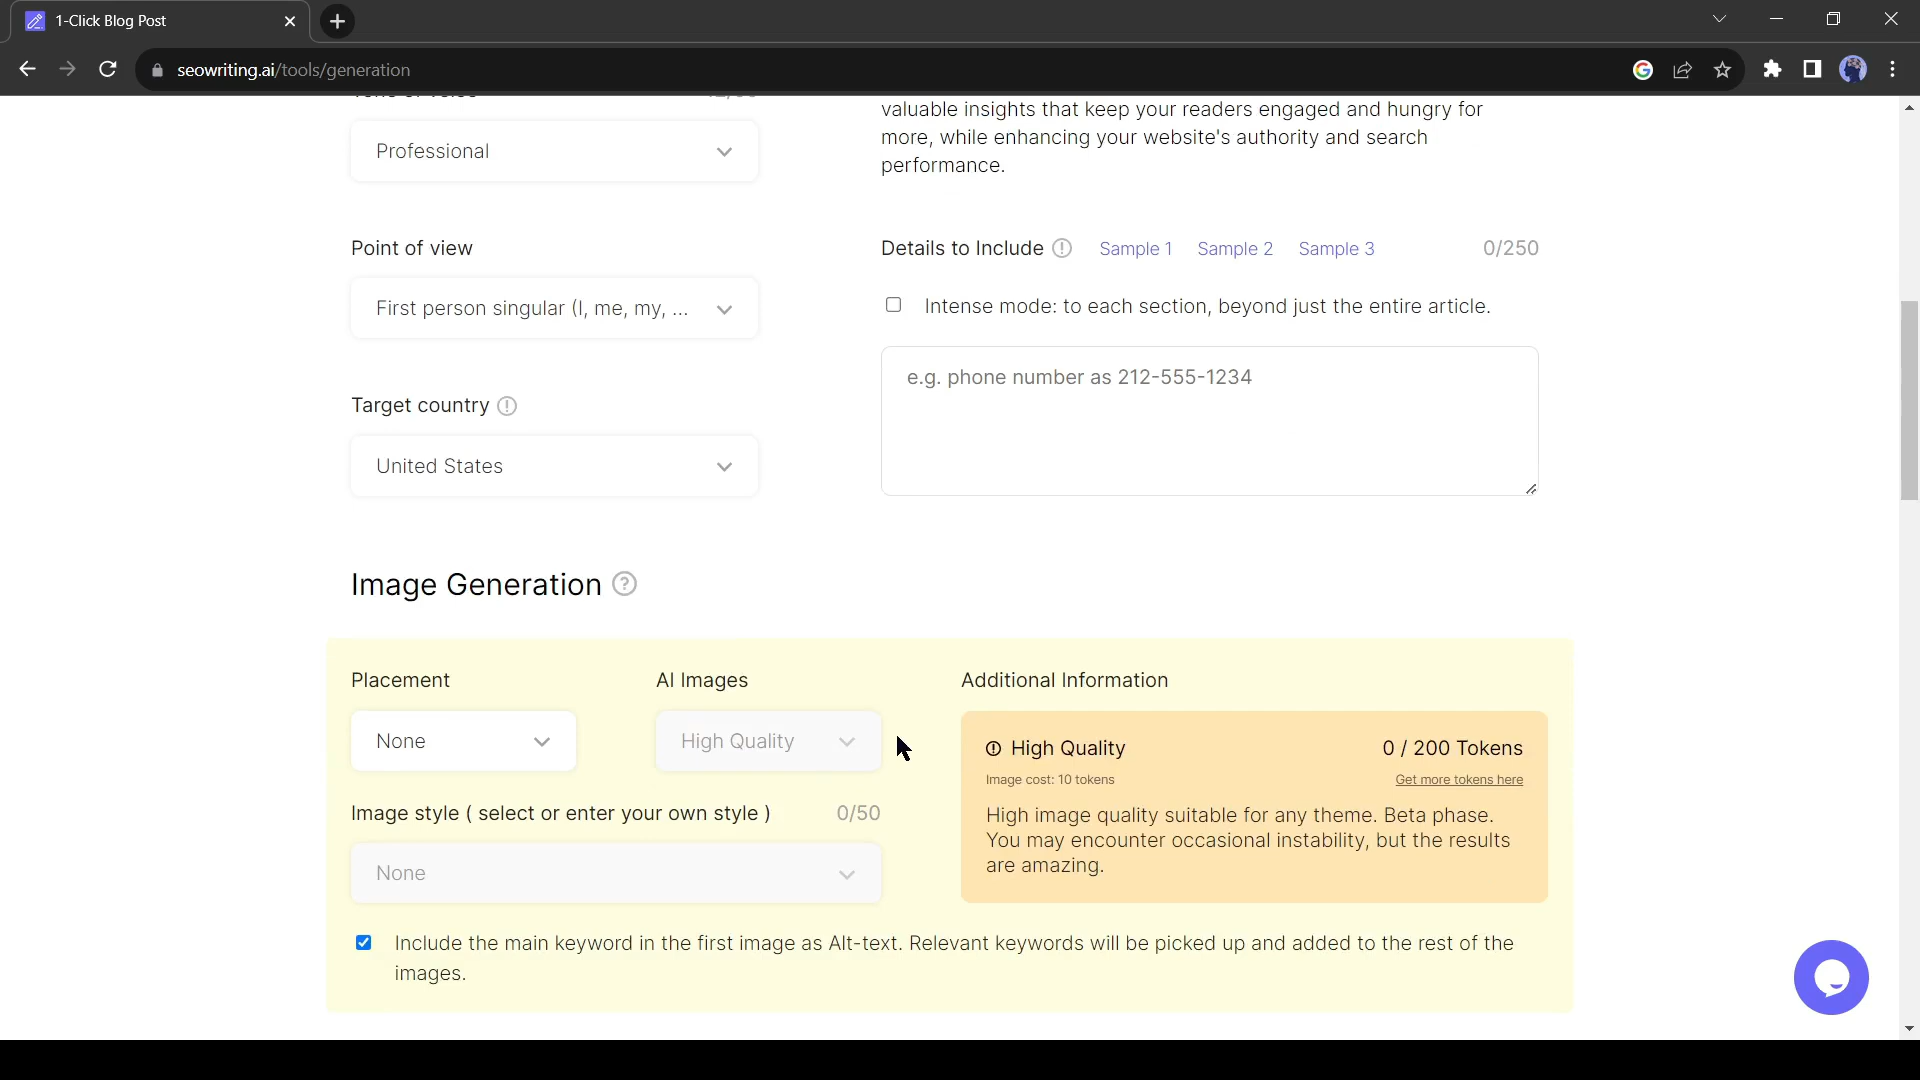 1-Click Blog Post
seowriting.ai/tools/generation
valuable insights that keep your readers engaged and hungry for
more, while enhancing your website's authority and search
performance.
Professional
Point of view
First person singular (I, me, my, ...
Target country
United States
Details to Include
Sample 1
Sample 2
Sample 3
0/250
Intense mode: to each section, beyond just the entire article.
e.g. phone number as 212-555-1234
Image Generation
Placement
AI Images
None
High Quality
Image style ( select or enter your own style )
0/50
None
Additional Information
High Quality
0 / 200 Tokens
Image cost: 10 tokens
Get more tokens here
High image quality suitable for any theme. Beta phase.
You may encounter occasional instability, but the results
are amazing.
Include the main keyword in the first image as Alt-text. Relevant keywords will be picked up and added to the rest of the
images.